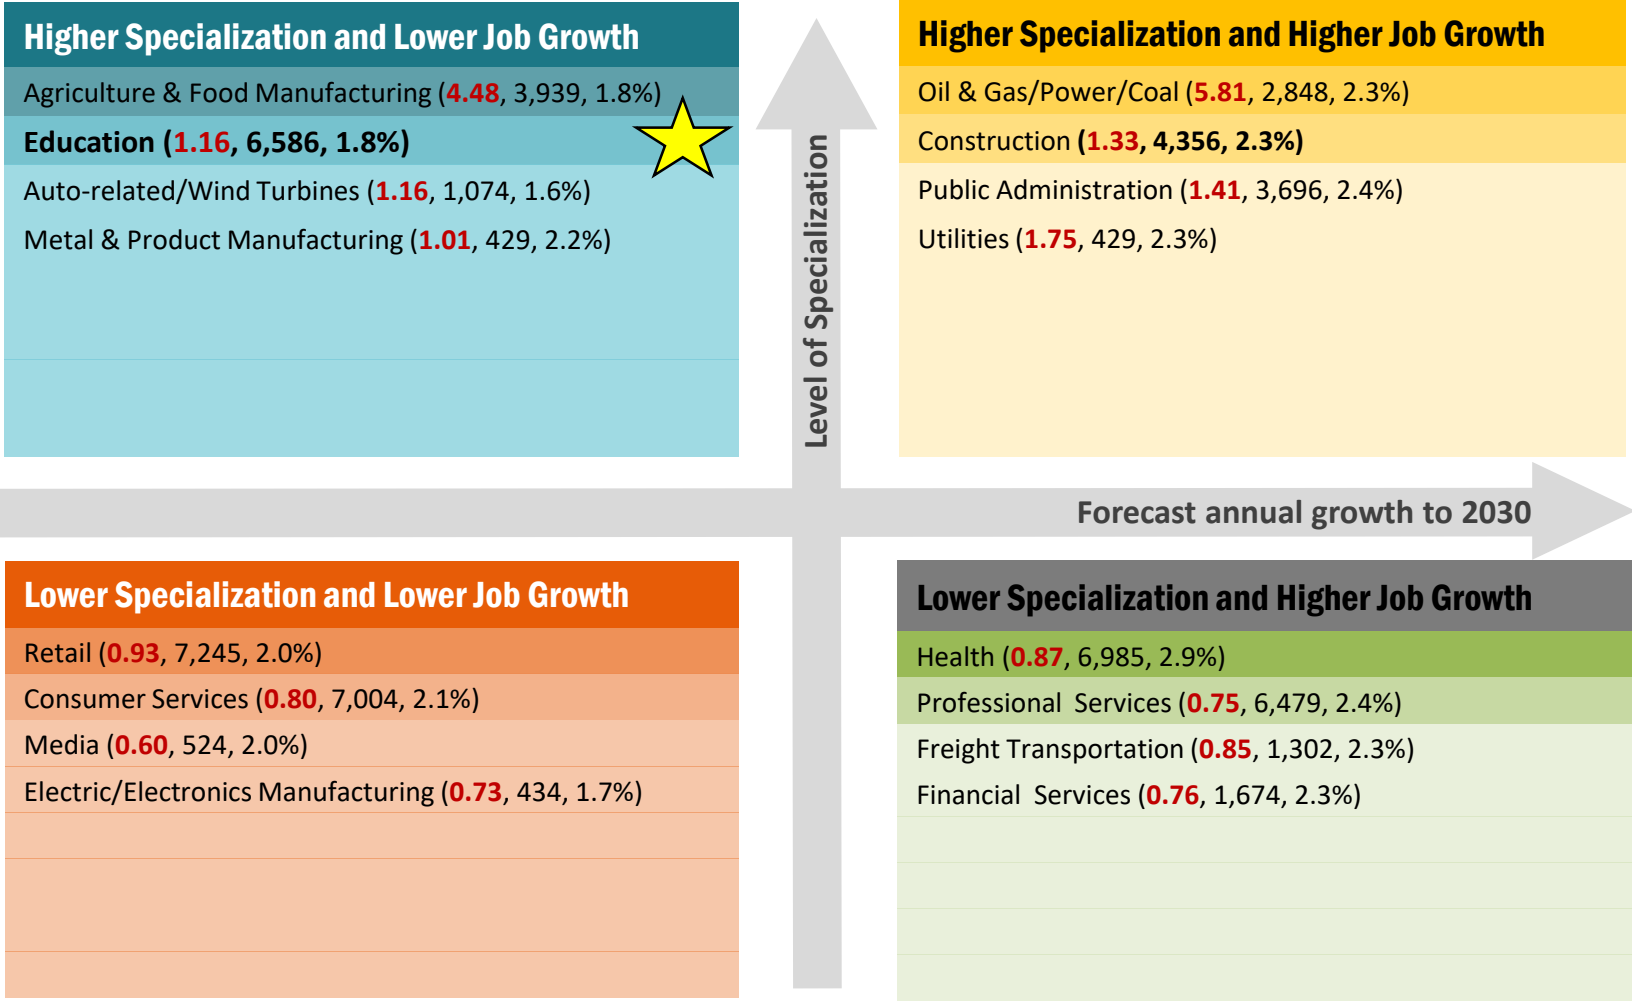 Higher Specialization and Lower Job Growth
Agriculture & Food Manufacturing (4.48, 3,939, 1.8%)
Education (1.16, 6,586, 1.8%)
Auto-related/Wind Turbines (1.16, 1,074, 1.6%)
Metal & Product Manufacturing (1.01, 429, 2.2%)
Level of Specialization
Higher Specialization and Higher Job Growth
Oil & Gas/Power/Coal (5.81, 2,848, 2.3%)
Construction (1.33, 4,356, 2.3%)
Public Administration (1.41, 3,696, 2.4%)
Utilities (1.75, 429, 2.3%)
Forecast annual growth to 2030
Lower Specialization and Lower Job Growth
Retail (0.93, 7,245, 2.0%)
Consumer Services (0.80, 7,004, 2.1%)
Media (0.60, 524, 2.0%)
Electric/Electronics Manufacturing (0.73, 434, 1.7%)
Lower Specialization and Higher Job Growth
Health (0.87, 6,985, 2.9%)
Professional  Services (0.75, 6,479, 2.4%)
Freight Transportation (0.85, 1,302, 2.3%)
Financial  Services (0.76, 1,674, 2.3%)